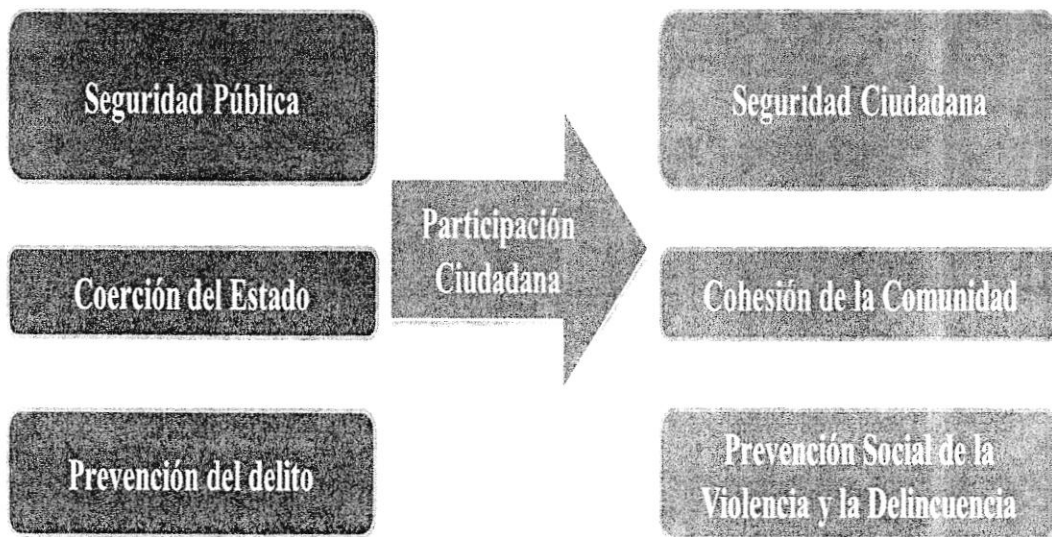 Seguridad Pública
Coerción del Estado
Prevención del delito
Participación
Ciudadana
Seguridad Ciudadana
Cohesión de la Comunidad
Prevención Social de la
Violencia y la Delincuencia